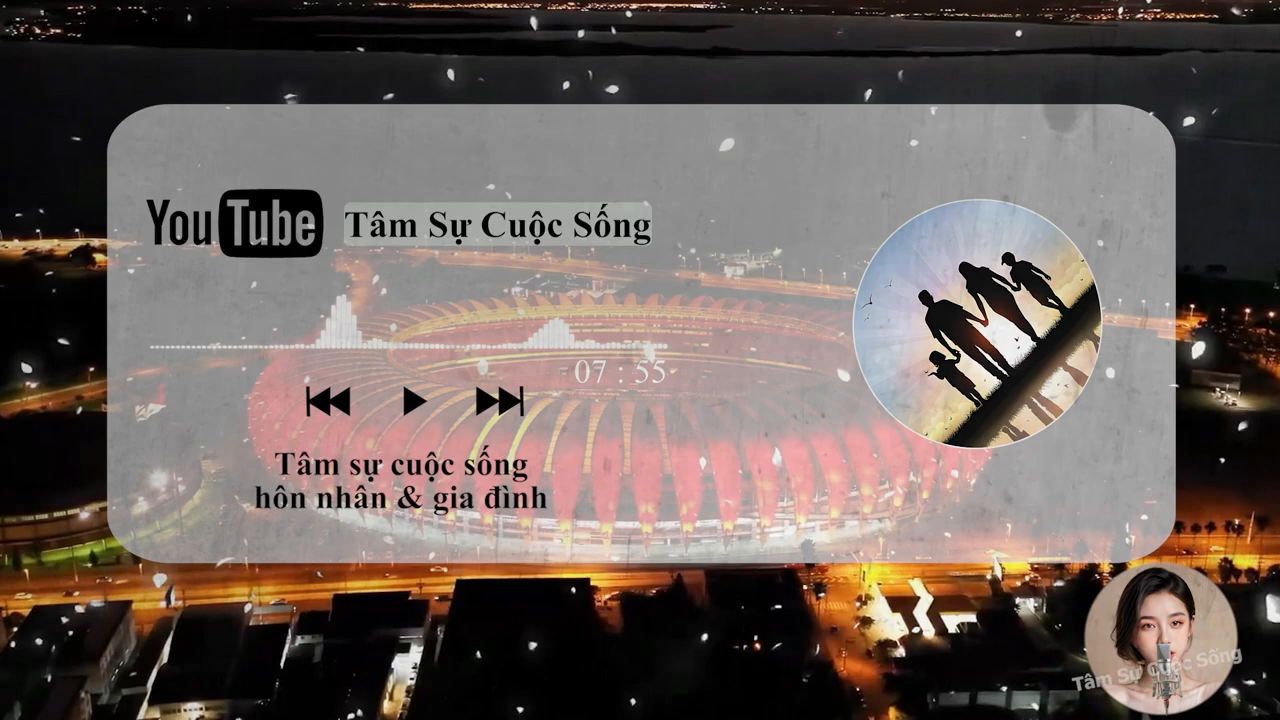 YouTube
Tâm Sự Cuộc Sống
07 : 55
Tâm sự cuộc sống
hôn nhân & gia đình
Tâm Sự Cuộc Sống